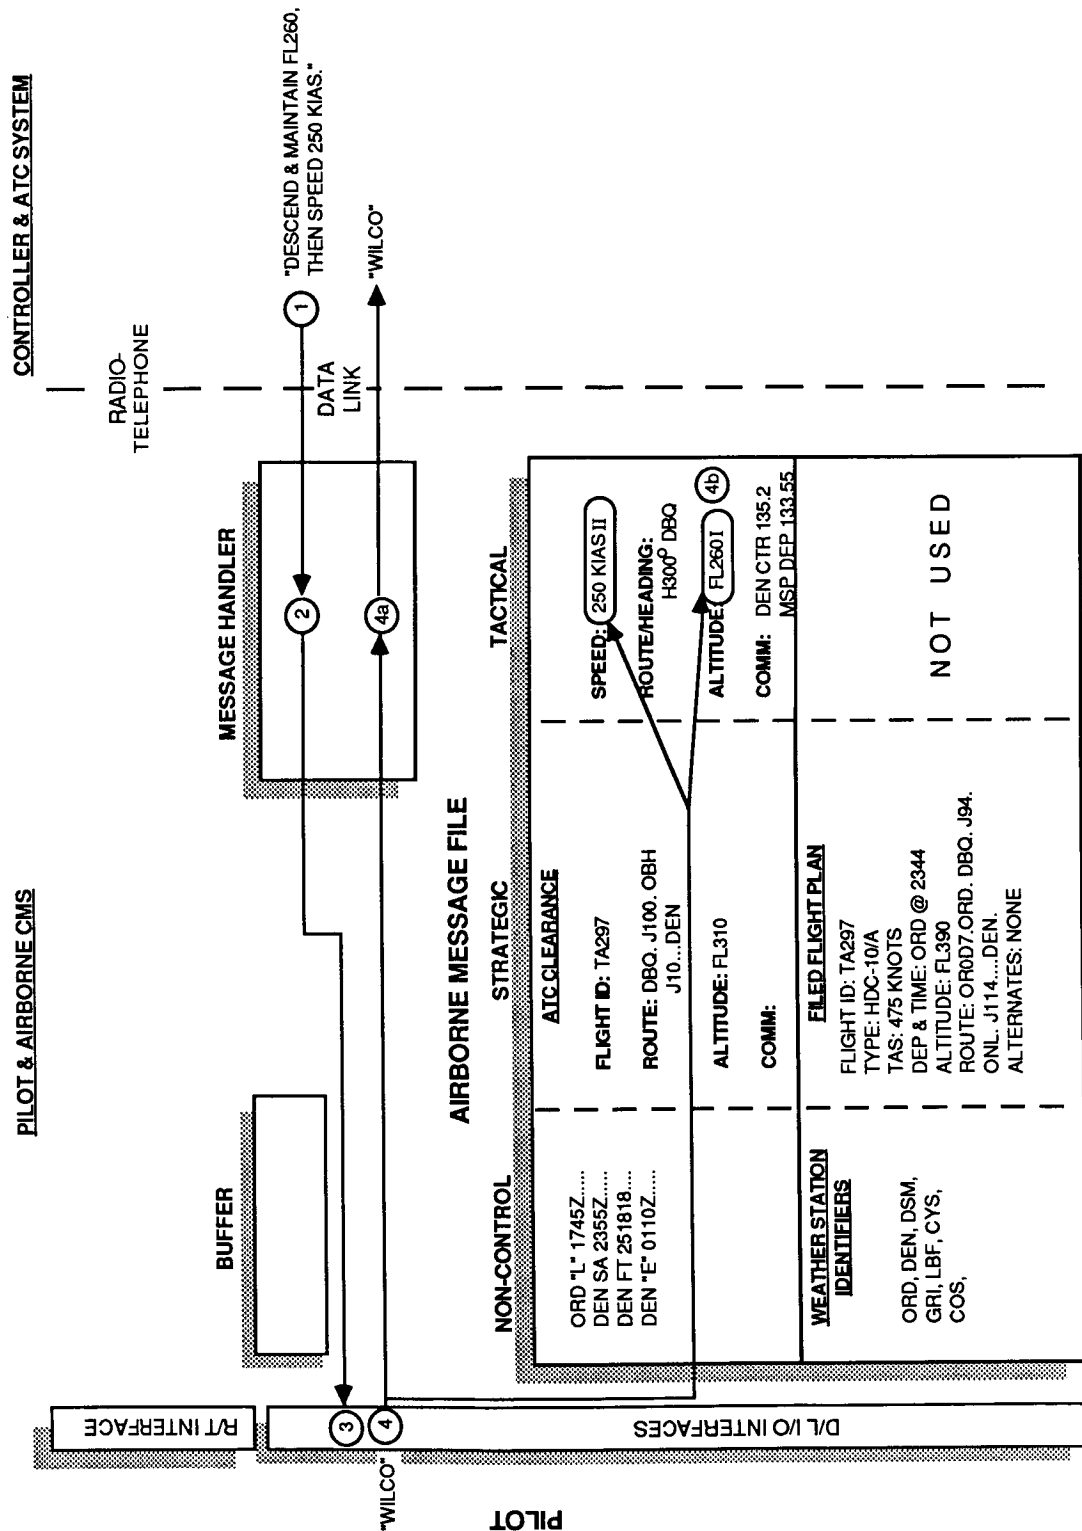 PILOT & AIRBORNE CMS
CONTROLLER & ATC SYSTEM
RADIO-
TELEPHONE
DATA
LINK
1
"DESCEND & MAINTAIN FL260,
THEN SPEED 250 KIAS."
"WILCO"
MESSAGE HANDLER
2
4a
BUFFER
R/T INTERFACE
D/L I/O INTERFACES
3
4
"WILCO"
PILOT
AIRBORNE MESSAGE FILE
NON-CONTROL
STRATEGIC
TACTICAL
ORD "L" 1745Z.....
DEN SA 2355Z.....
DEN FT 251818....
DEN "E" 0110Z.....
ATC CLEARANCE
FLIGHT ID: TA297
ROUTE: DBQ. J100. OBH
J10...DEN
ALTITUDE: FL310
COMM:
SPEED: 250 KIAS II
ROUTE/HEADING:
H300° DBQ
ALTITUDE: FL260 I
4b
COMM: DEN CTR 135.2
MSP DEP 133.55
WEATHER STATION
IDENTIFIERS
ORD, DEN, DSM,
GRI, LBF, CYS,
COS,
FILED FLIGHT PLAN
FLIGHT ID: TA297
TYPE: HDC-10/A
TAS: 475 KNOTS
DEP & TIME: ORD @ 2344
ALTITUDE: FL390
ROUTE: OR0D7.ORD. DBQ. J94.
ONL. J114...DEN.
ALTERNATES: NONE
NOT USED